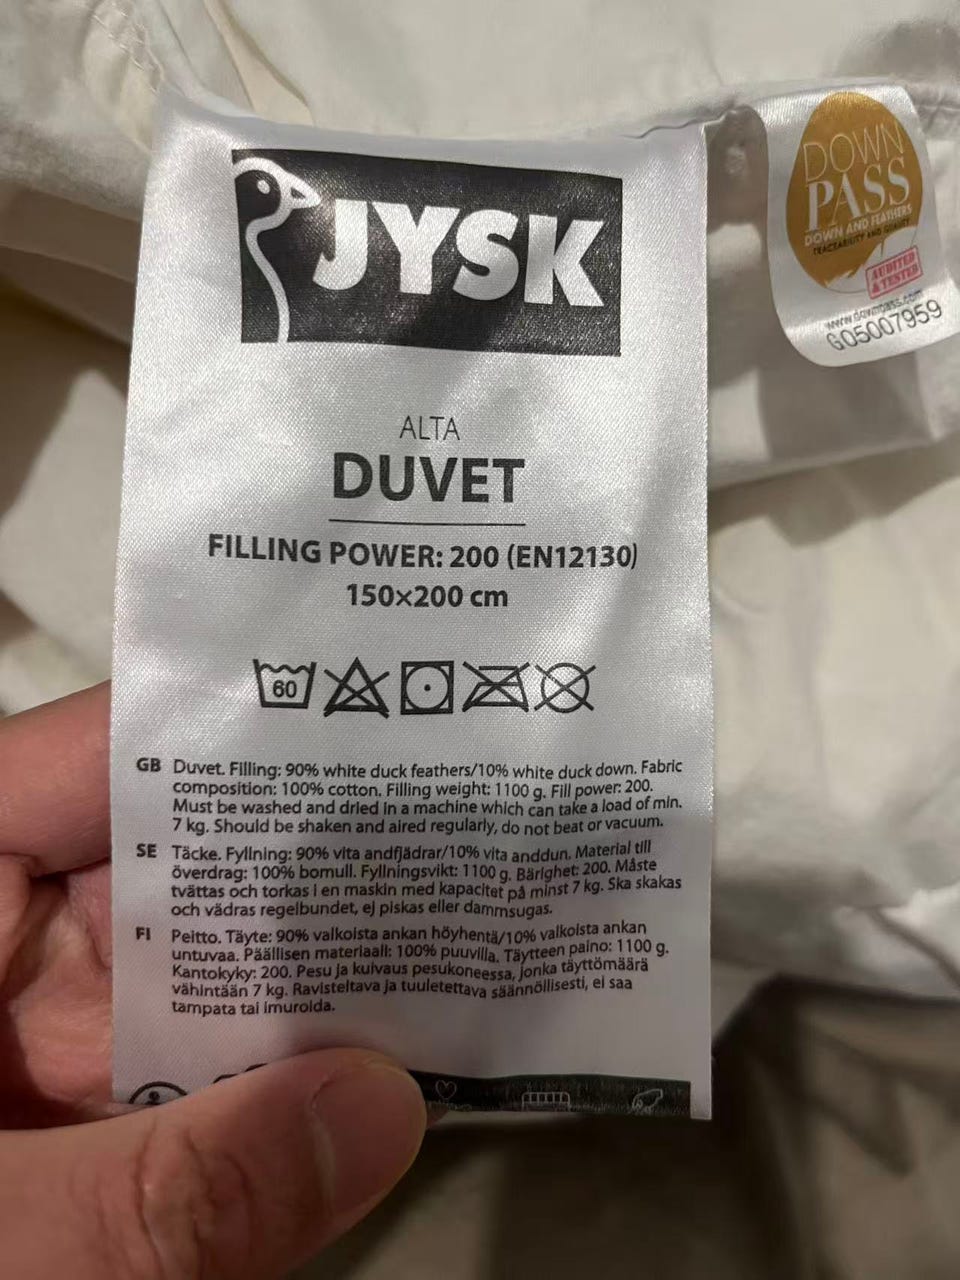 JYSK
ALTA
DUVET
FILLING POWER: 200 (EN12130)
150×200 cm
60
GB Duvet. Filling: 90% white duck feathers/10% white duck down. Fabric
composition: 100% cotton. Filling weight: 1100 g. Fill power: 200.
Must be washed and dried in a machine which can take a load of min.
7 kg. Should be shaken and aired regularly, do not beat or vacuum.
SE Täcke. Fyllning: 90% vita andfjädrar/10% vita anddun. Material till
överdrag: 100% bomull. Fyllningsvikt: 1100 g. Bärighet: 200. Måste
tvättas och torkas i en maskin med kapacitet på minst 7 kg. Ska skakas
och vädras regelbundet, ej piskas eller dammsugas.
FI Peitto. Täyte: 90% valkoista ankan höyhentä/10% valkoista ankan
untuvaa. Päällisen materiaali: 100% puuvilla. Täytteen paino: 1100 g.
Kantokyky: 200. Pesu ja kuivaus pesukoneessa, jonka täyttömäärä
vähintään 7 kg. Ravisteltava ja tuuletettava säännöllisesti, ei saa
tampata tai imuroida.
DOWN
PASS
DOWN AND FEATHERS
TRACEABILITY AND QUALITY
AUDITED
& TESTED
www.downpass.com
G05007959